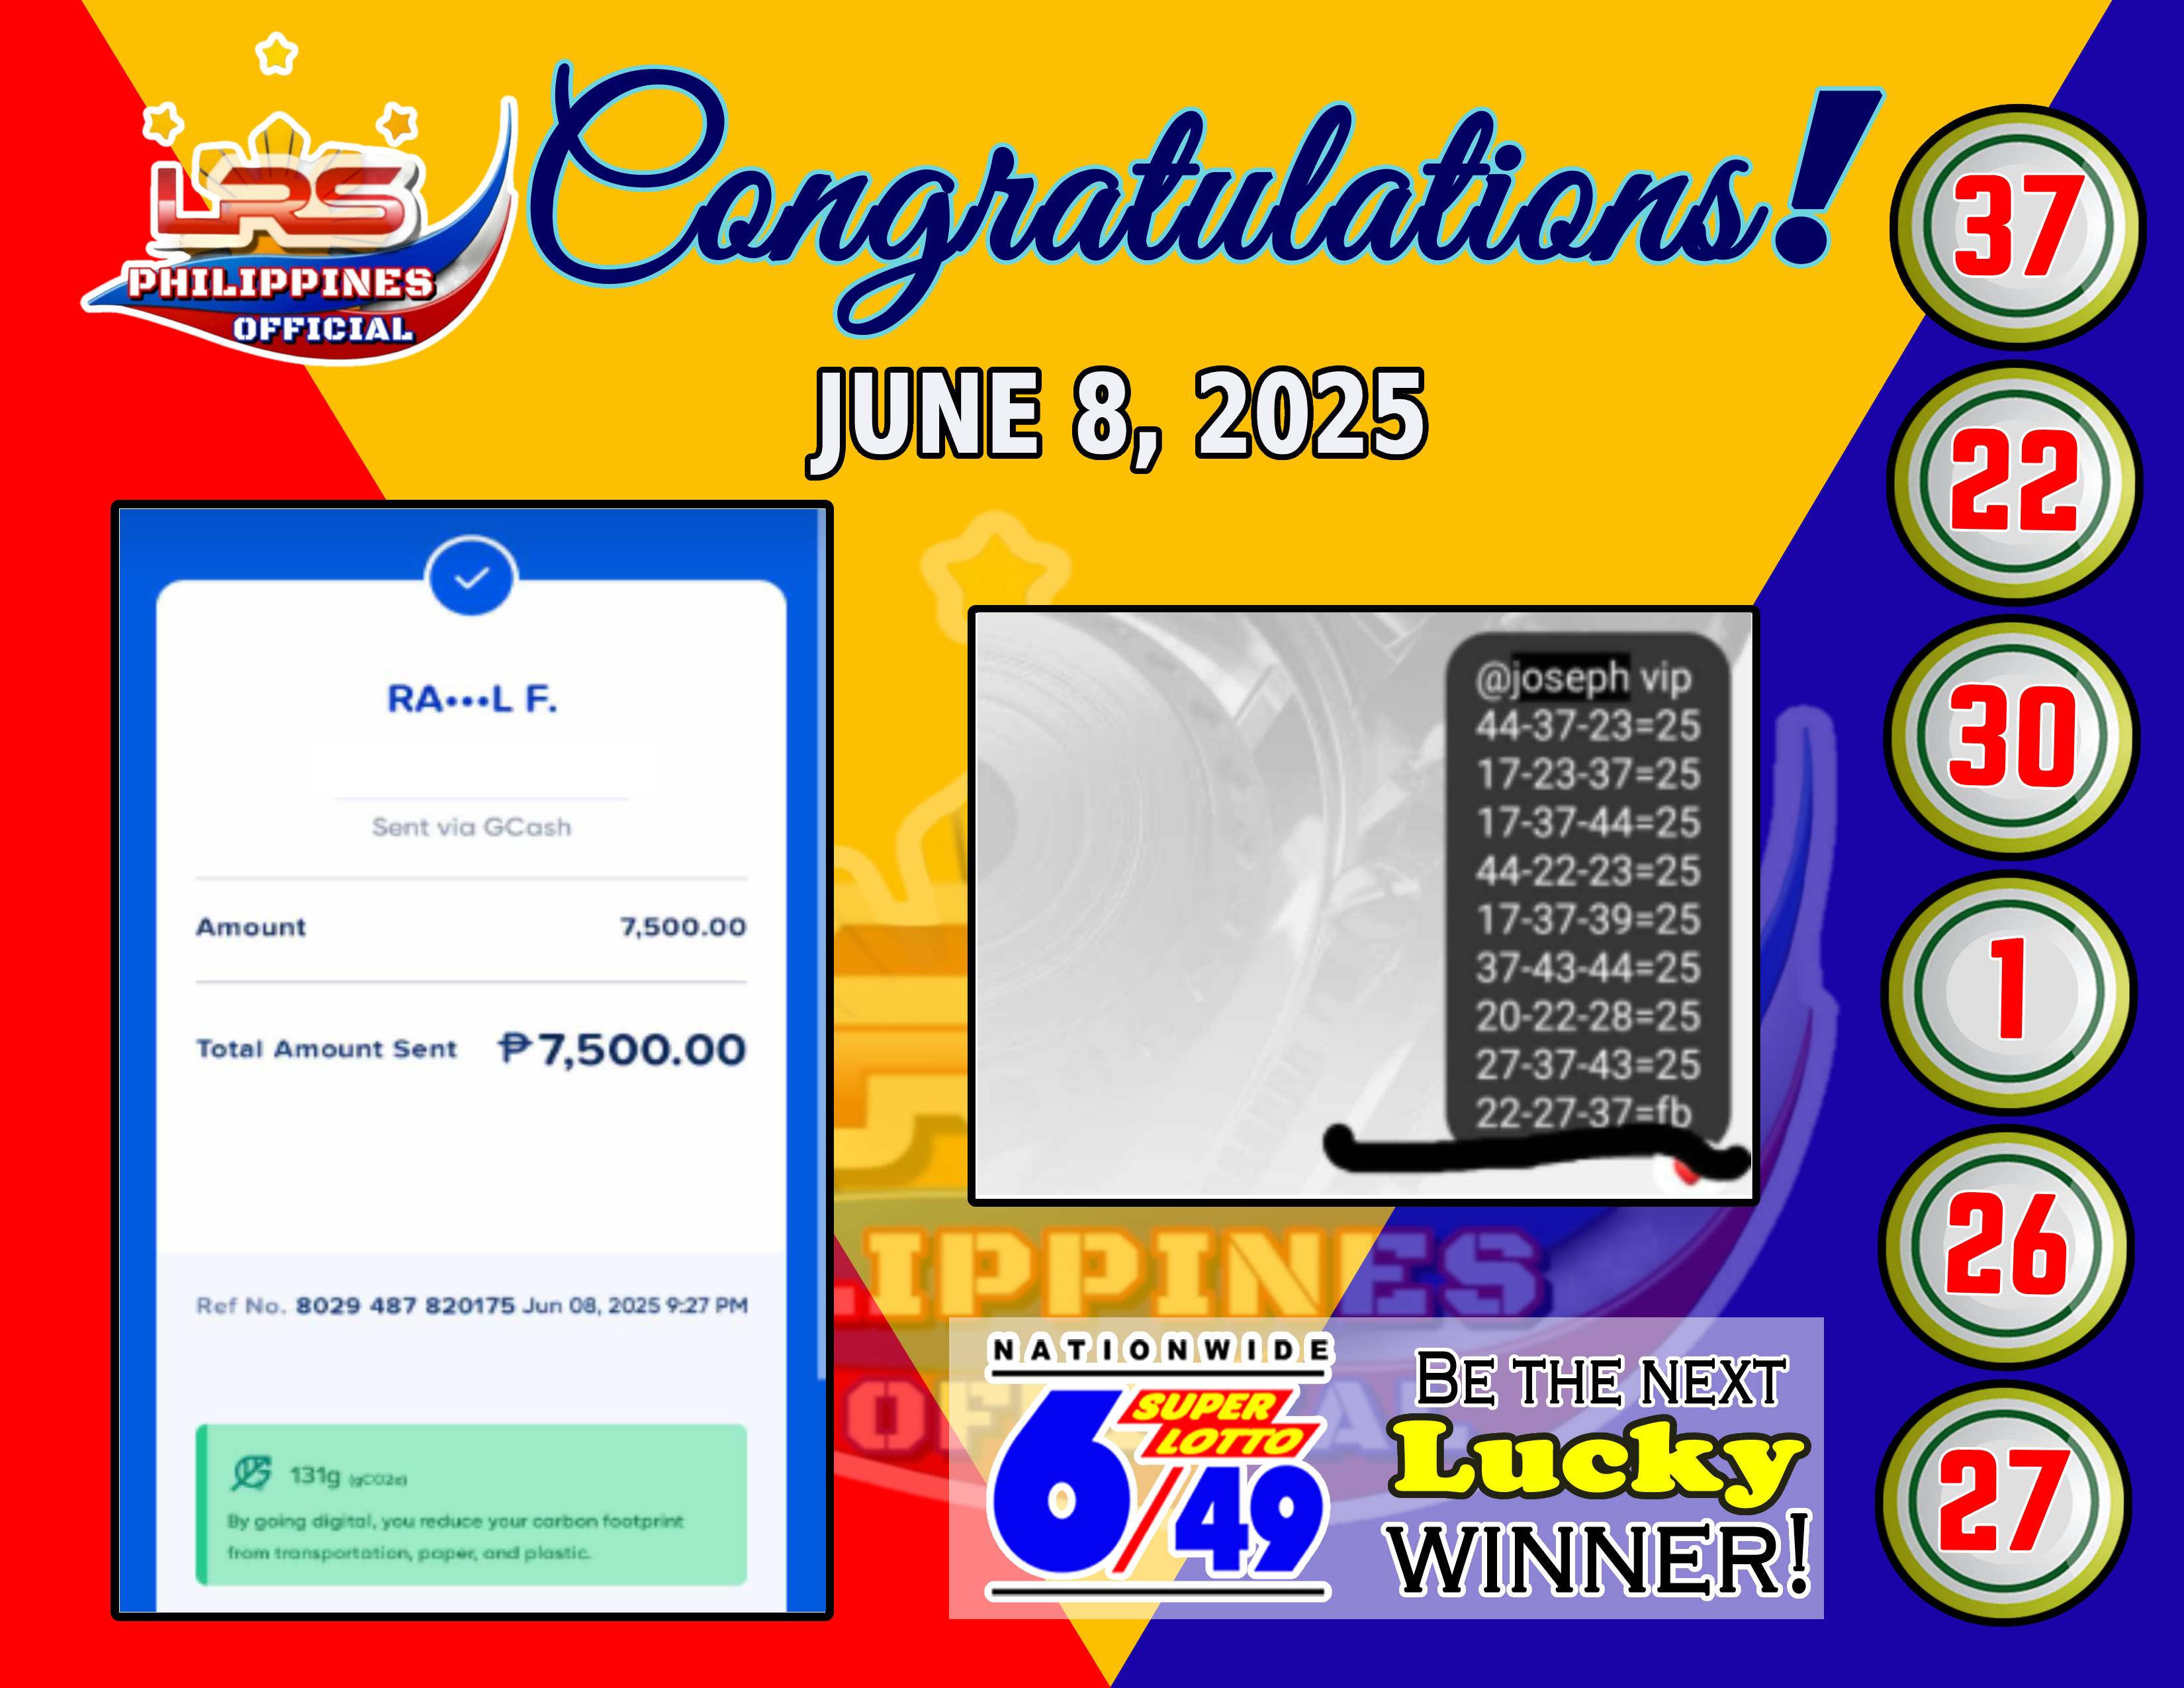 LRS
PHILIPPINES
OFFICIAL
Congratulations!
JUNE 8, 2025
RA•••L F.
Sent via GCash
Amount 7,500.00
Total Amount Sent ₱7,500.00
Ref No. 8029 487 820175 Jun 08, 2025 9:27 PM
131g (gCO2e)
By going digital, you reduce your carbon footprint
from transportation, paper, and plastic.
@joseph vip
44-37-23=25
17-23-37=25
17-37-44=25
44-22-23=25
17-37-39=25
37-43-44=25
20-22-28=25
27-37-43=25
22-27-37=fb
LIPPINES
OFFICIAL
NATIONWIDE
SUPER
LOTTO
6/49
BE THE NEXT
Lucky
WINNER!
37
22
30
1
26
27